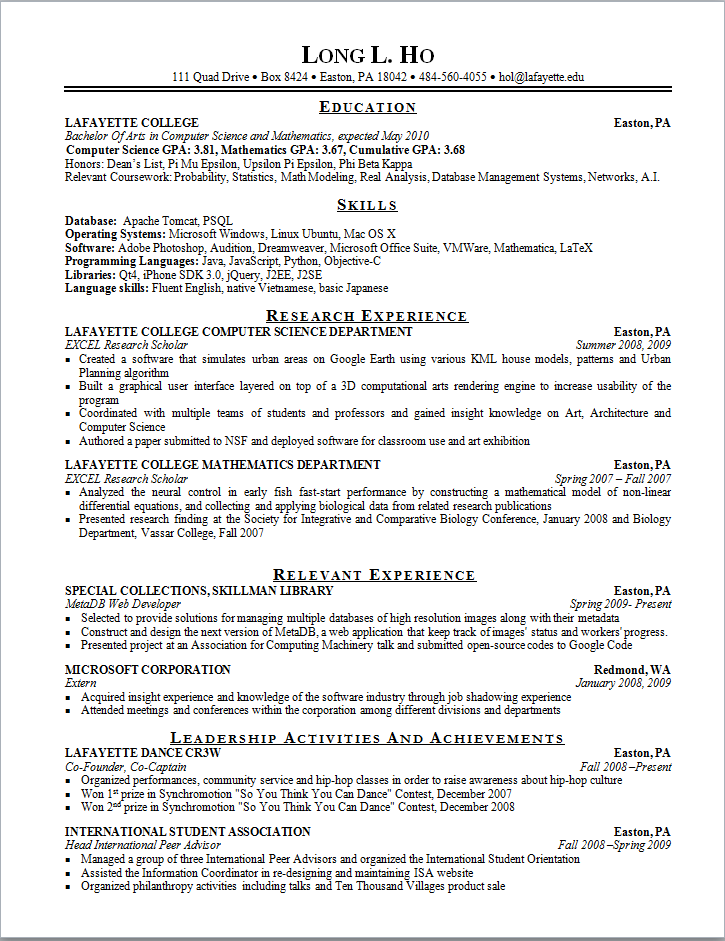 LONG L. HO
111 Quad Drive • Box 8424 • Easton, PA 18042 • 484-560-4055 • hol@lafayette.edu
EDUCATION
LAFAYETTE COLLEGE Easton, PA
Bachelor Of Arts in Computer Science and Mathematics, expected May 2010
Computer Science GPA: 3.81, Mathematics GPA: 3.67, Cumulative GPA: 3.68
Honors: Dean's List, Pi Mu Epsilon, Upsilon Pi Epsilon, Phi Beta Kappa
Relevant Coursework: Probability, Statistics, Math Modeling, Real Analysis, Database Management Systems, Networks, A.I.
SKILLS
Database: Apache Tomcat, PSQL
Operating Systems: Microsoft Windows, Linux Ubuntu, Mac OS X
Software: Adobe Photoshop, Audition, Dreamweaver, Microsoft Office Suite, VMWare, Mathematica, LaTeX
Programming Languages: Java, JavaScript, Python, Objective-C
Libraries: Qt4, iPhone SDK 3.0, jQuery, J2EE, J2SE
Language skills: Fluent English, native Vietnamese, basic Japanese
RESEARCH EXPERIENCE
LAFAYETTE COLLEGE COMPUTER SCIENCE DEPARTMENT Easton, PA
EXCEL Research Scholar Summer 2008, 2009
▪ Created a software that simulates urban areas on Google Earth using various KML house models, patterns and Urban
Planning algorithm
▪ Built a graphical user interface layered on top of a 3D computational arts rendering engine to increase usability of the
program
▪ Coordinated with multiple teams of students and professors and gained insight knowledge on Art, Architecture and
Computer Science
▪ Authored a paper submitted to NSF and deployed software for classroom use and art exhibition
LAFAYETTE COLLEGE MATHEMATICS DEPARTMENT Easton, PA
EXCEL Research Scholar Spring 2007 – Fall 2007
▪ Analyzed the neural control in early fish fast-start performance by constructing a mathematical model of non-linear
differential equations, and collecting and applying biological data from related research publications
▪ Presented research finding at the Society for Integrative and Comparative Biology Conference, January 2008 and Biology
Department, Vassar College, Fall 2007
RELEVANT EXPERIENCE
SPECIAL COLLECTIONS, SKILLMAN LIBRARY Easton, PA
MetaDB Web Developer Spring 2009- Present
▪ Selected to provide solutions for managing multiple databases of high resolution images along with their metadata
▪ Construct and design the next version of MetaDB, a web application that keep track of images' status and workers' progress.
▪ Presented project at an Association for Computing Machinery talk and submitted open-source codes to Google Code
MICROSOFT CORPORATION Redmond, WA
Extern January 2008, 2009
▪ Acquired insight experience and knowledge of the software industry through job shadowing experience
▪ Attended meetings and conferences within the corporation among different divisions and departments
LEADERSHIP ACTIVITIES AND ACHIEVEMENTS
LAFAYETTE DANCE CR3W Easton, PA
Co-Founder, Co-Captain Fall 2008 –Present
▪ Organized performances, community service and hip-hop classes in order to raise awareness about hip-hop culture
▪ Won 1st prize in Synchromotion "So You Think You Can Dance" Contest, December 2007
▪ Won 2nd prize in Synchromotion "So You Think You Can Dance" Contest, December 2008
INTERNATIONAL STUDENT ASSOCIATION Easton, PA
Head International Peer Advisor Fall 2008 –Spring 2009
▪ Managed a group of three International Peer Advisors and organized the International Student Orientation
▪ Assisted the Information Coordinator in re-designing and maintaining ISA website
▪ Organized philanthropy activities including talks and Ten Thousand Villages product sale